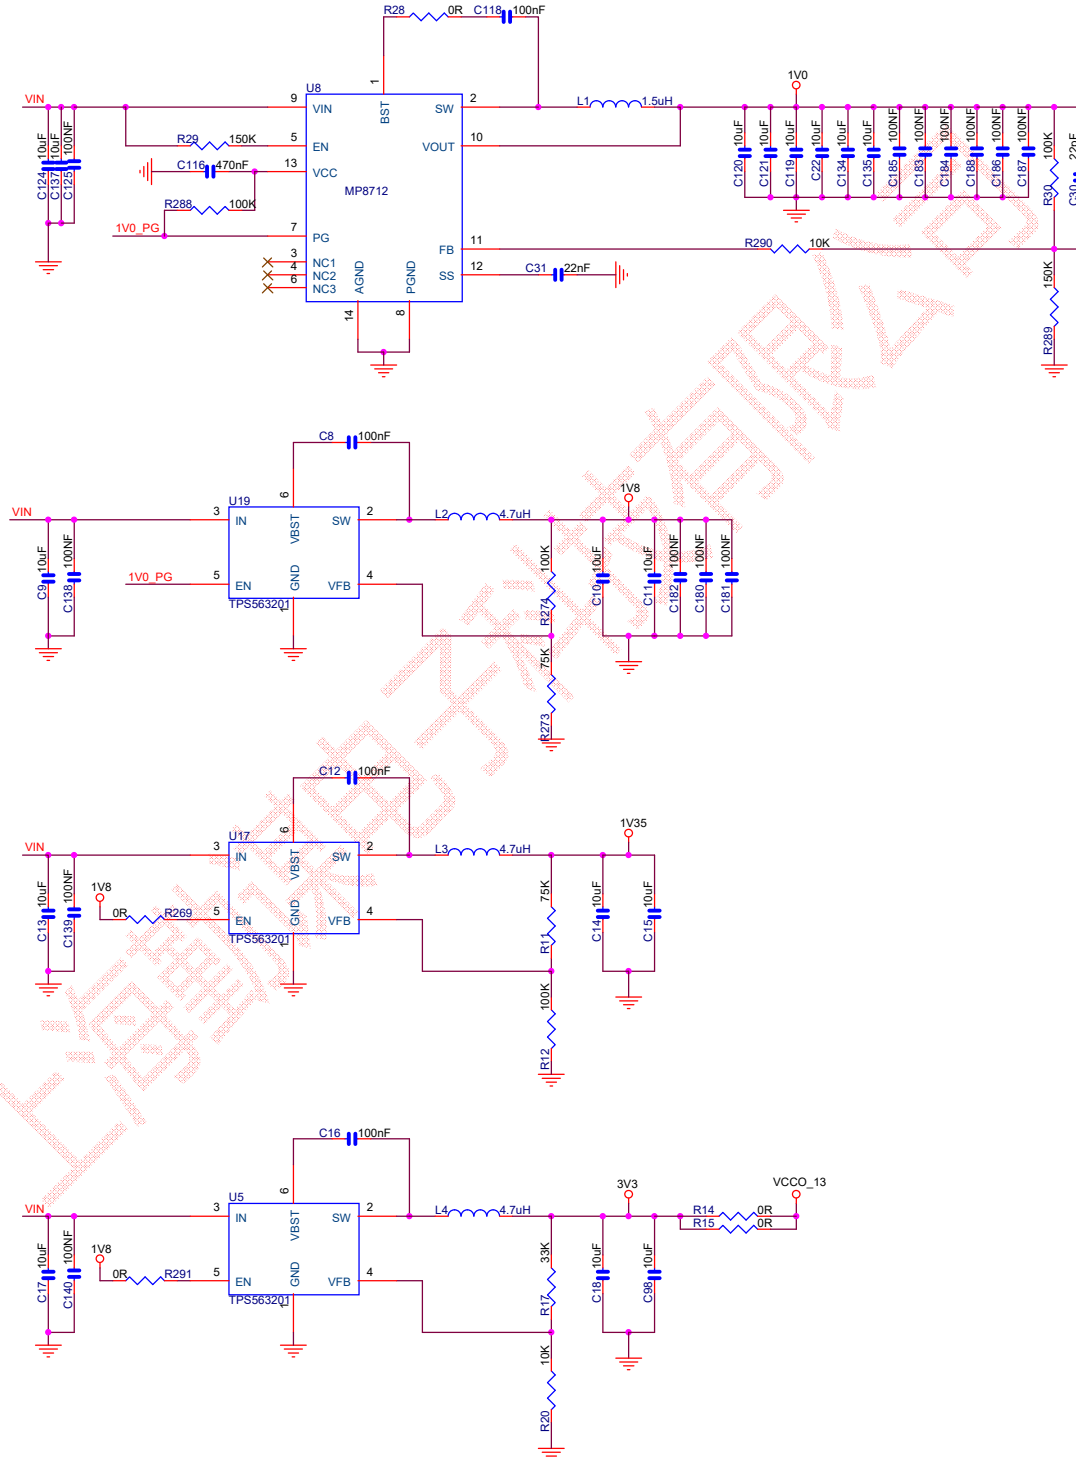 R28 0R C118 100nF
U8
1
BST
VIN
9 VIN
SW 2
L1 1.5uH
1V0
C124 10uF
C137 10uF
C125 100NF
R29 150K
5 EN
VOUT 10
C116 470nF
13 VCC
MP8712
R288 100K
1V0_PG
7 PG
3 NC1
4 NC2
6 NC3
AGND
PGND
14
8
FB 11
R290 10K
SS 12
C31 22nF
C120 10uF
C121 10uF
C119 10uF
C22 10uF
C134 10uF
C135 10uF
C185 100NF
C183 100NF
C184 100NF
C188 100NF
C186 100NF
C187 100NF
R30 100K
C30 22nF
R289 150K
C8 100nF
U19
6
VBST
VIN
3 IN
SW 2
L2 4.7uH
1V8
C9 10uF
C138 100NF
1V0_PG
5 EN
GND
VFB 4
TPS563201
1
R274 100K
R273 75K
C10 10uF
C11 10uF
C182 100NF
C180 100NF
C181 100NF
C12 100nF
U17
6
VBST
VIN
3 IN
SW 2
L3 4.7uH
1V35
C13 10uF
C139 100NF
1V8
0R R269
5 EN
GND
VFB 4
TPS563201
1
R11 75K
R12 100K
C14 10uF
C15 10uF
C16 100nF
U5
6
VBST
VIN
3 IN
SW 2
L4 4.7uH
3V3
R14 0R
R15 0R
VCCO_13
C17 10uF
C140 100NF
1V8
0R R291
5 EN
GND
VFB 4
TPS563201
1
R17 33K
R20 10K
C18 10uF
C98 10uF